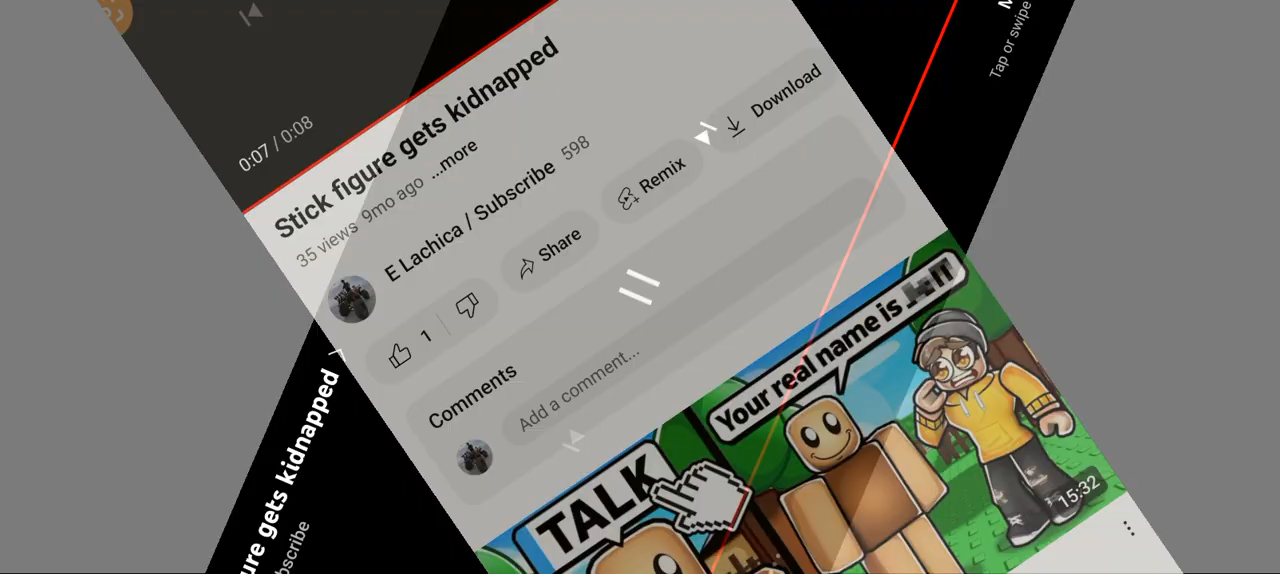 0:07 / 0:08
Stick figure gets kidnapped
35 views 9mo ago ...more
E Lachica / Subscribe 598
1
Share
Remix
Download
Comments
Add a comment...
TALK
Your real name is
15:32
ure gets kidnapped
bscribe
Tap or swipe